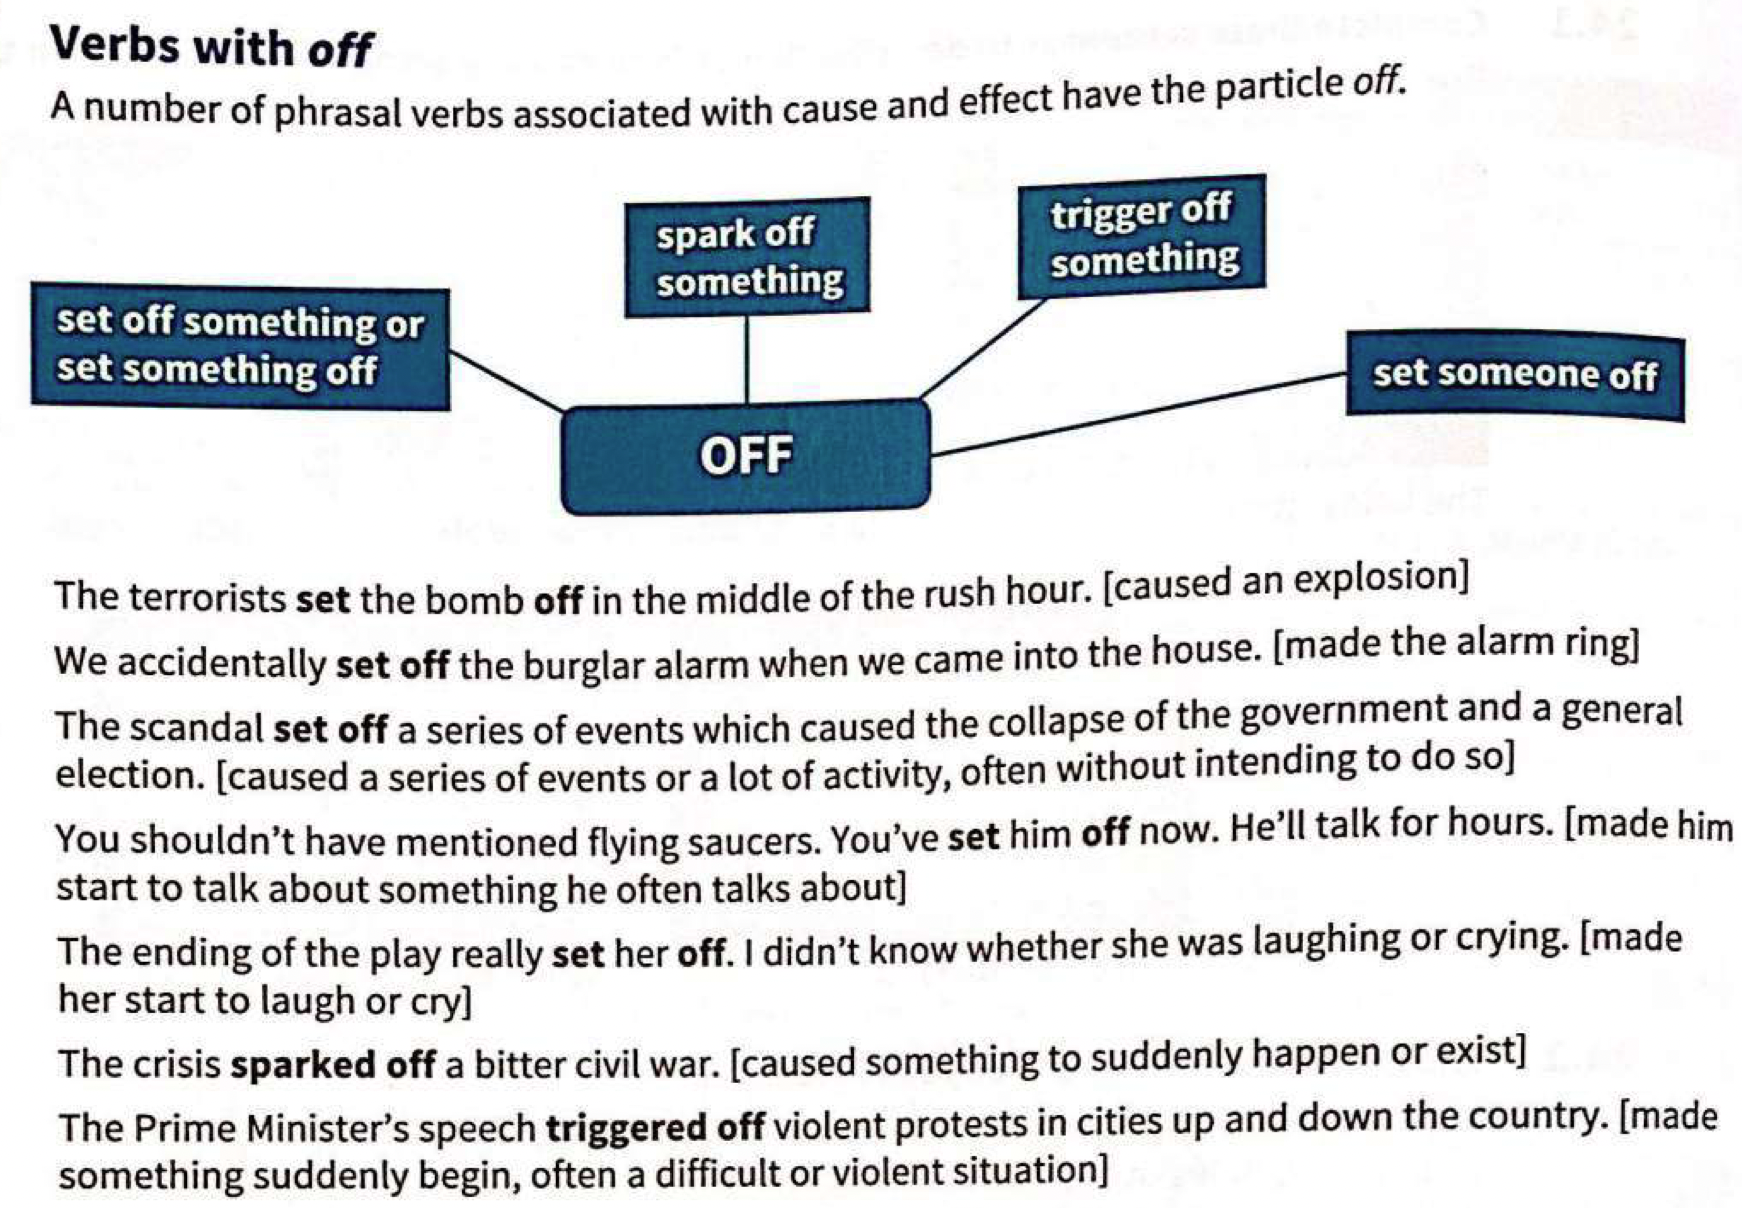 Verbs with off
A number of phrasal verbs associated with cause and effect have the particle off.
spark off
something
trigger off
something
set off something or
set something off
set someone off
OFF
The terrorists set the bomb off in the middle of the rush hour. [caused an explosion]
We accidentally set off the burglar alarm when we came into the house. [made the alarm ring]
The scandal set off a series of events which caused the collapse of the government and a general
election. [caused a series of events or a lot of activity, often without intending to do so]
You shouldn't have mentioned flying saucers. You've set him off now. He'll talk for hours. [made him
start to talk about something he often talks about]
The ending of the play really set her off. I didn't know whether she was laughing or crying. [made
her start to laugh or cry]
The crisis sparked off a bitter civil war. [caused something to suddenly happen or exist]
The Prime Minister's speech triggered off violent protests in cities up and down the country. [made
something suddenly begin, often a difficult or violent situation]